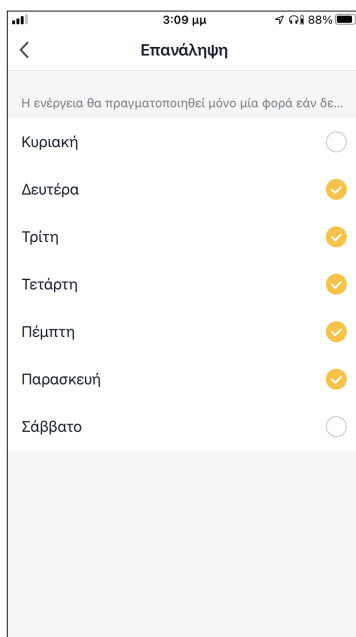 3:09 μμ 88%
Επανάληψη
Η ενέργεια θα πραγματοποιηθεί μόνο μία φορά εάν δε...
Κυριακή
Δευτέρα
Τρίτη
Τετάρτη
Πέμπτη
Παρασκευή
Σάββατο